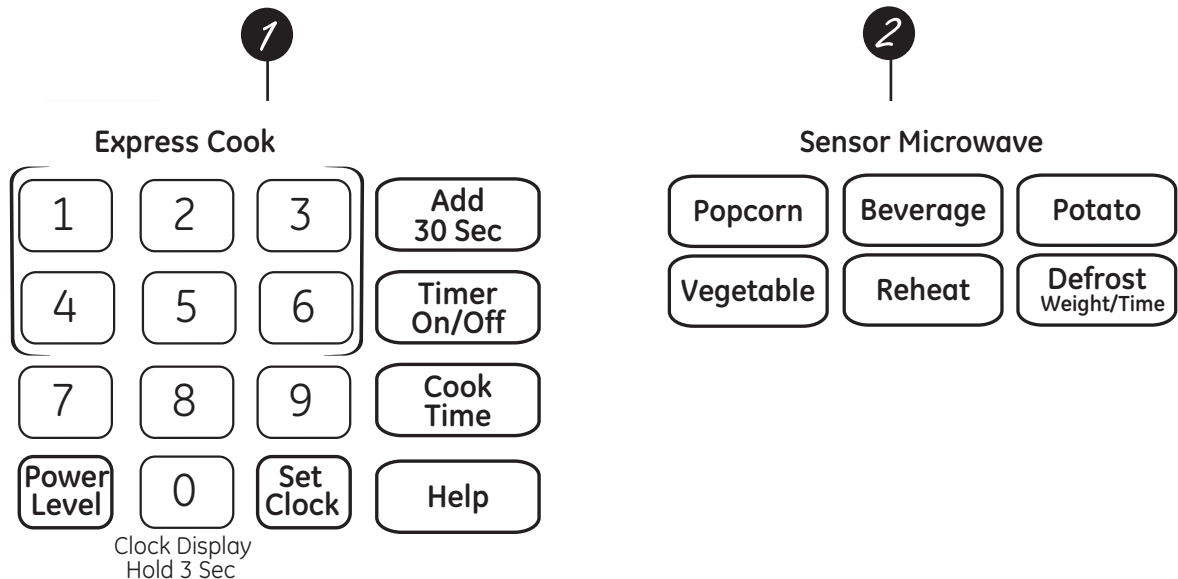 1
2
Express Cook
Sensor Microwave
1 2 3 Add
30 Sec
4 5 6 Timer
On/Off
7 8 9 Cook
Time
Power
Level
0
Set
Clock
Help
Clock Display
Hold 3 Sec
Popcorn Beverage Potato
Vegetable Reheat Defrost
Weight/Time